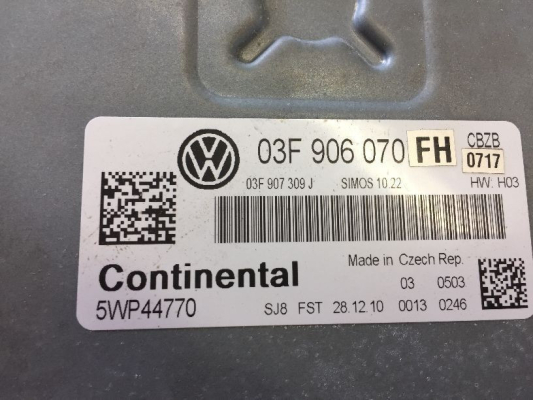 03F 906 070 FH CBZB
0717
03F 907 309 J SIMOS 10.22 HW: H03
Made in Czech Rep.
Continental
03 0503
5WP44770 SJ8 FST 28.12.10 0013 0246